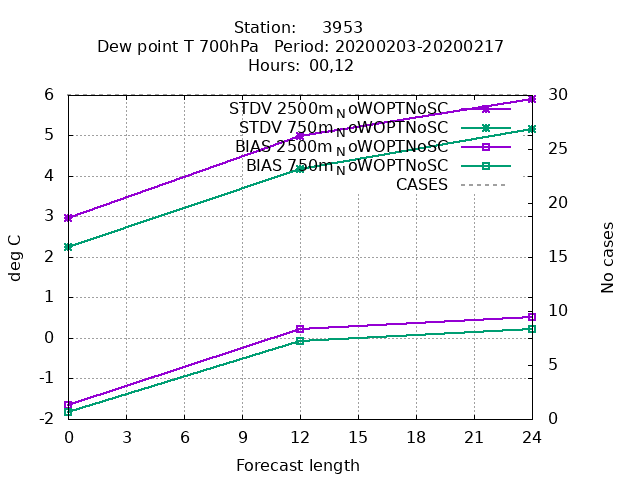 Station: 3953
Dew point T 700hPa Period: 20200203-20200217
Hours: 00,12
6
5
4
3
2
1
0
-1
-2
deg C
30
25
20
15
10
5
0
No cases
STDV 2500m_NoWOPTNoSC
STDV 750m_NoWOPTNoSC
BIAS 2500m_NoWOPTNoSC
BIAS 750m_NoWOPTNoSC
CASES
0 3 6 9 12 15 18 21 24
Forecast length